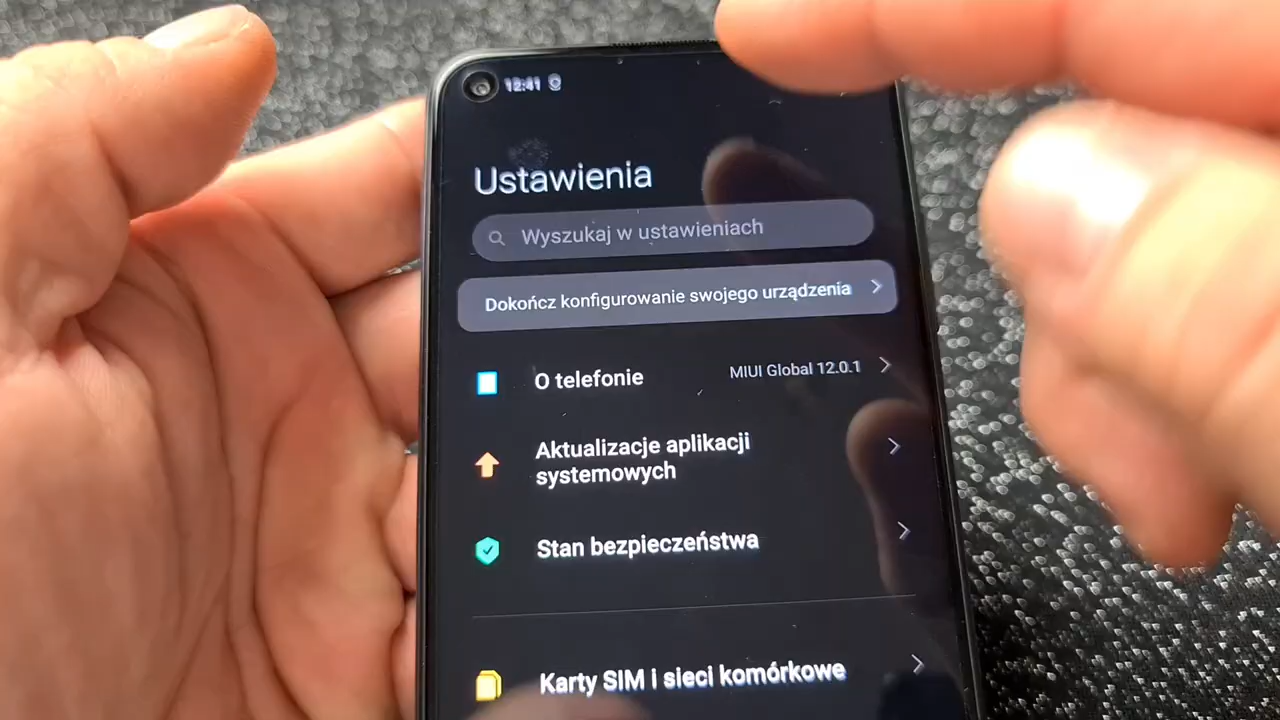 12:41
Ustawienia
Wyszukaj w ustawieniach
Dokończ konfigurowanie swojego urządzenia
O telefonie
MIUI Global 12.0.1
Aktualizacje aplikacji
systemowych
Stan bezpieczeństwa
Karty SIM i sieci komórkowe